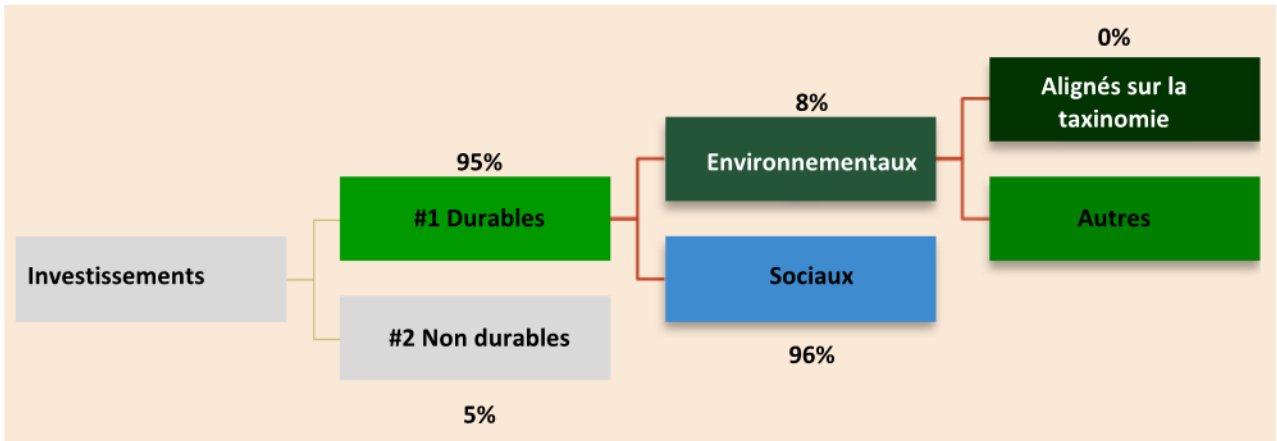 0%
Alignés sur la
taxinomie
8%
Environnementaux
95%
#1 Durables
Autres
Investissements
Sociaux
#2 Non durables
96%
5%